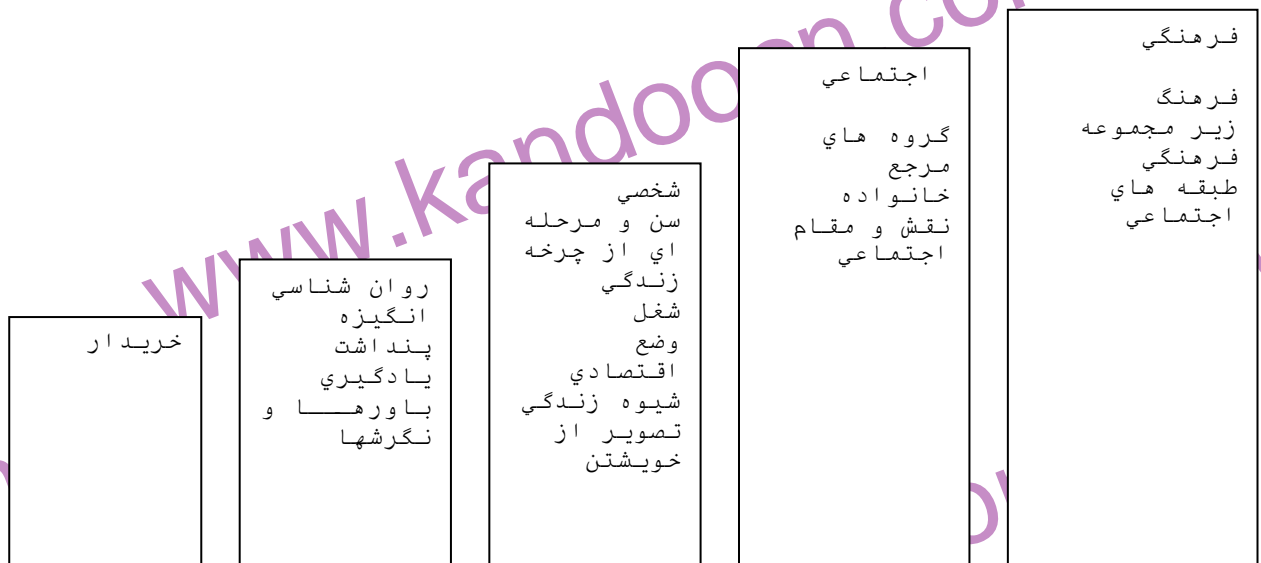 فرهنگي
فرهنگ
زير مجموعه
فرهنگي
طبقه هاي
اجتماعي
اجتماعي
گروه هاي
مرجع
خانواده
نقش و مقام
اجتماعي
شخصي
سن و مرحله
اي از چرخه
زندگي
شغل
وضع
اقتصادي
شيوه زندگي
تصوير از
خويشتن
روان شناسي
انگيزه
پنداشت
يادگيري
باورهــــا و
نگرشها
خريدار
www.kandoocn.com